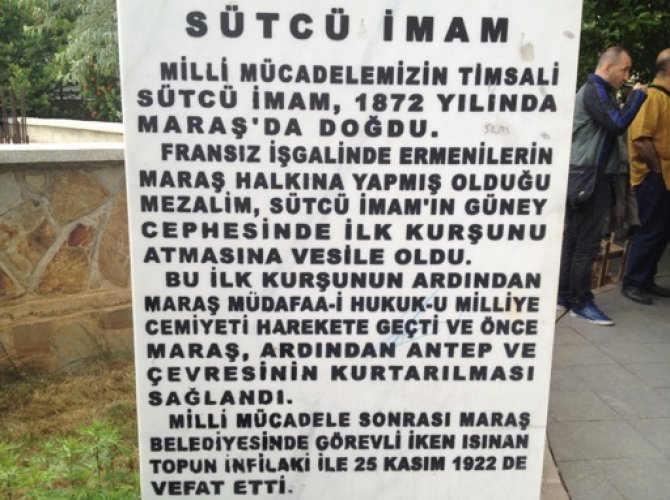 SÜTCÜ İMAM
MİLLİ MÜCADELEMİZİN TİMSALİ
SÜTCÜ İMAM, 1872 YILINDA
MARAŞ'DA DOĞDU.
FRANSIZ İŞGALİNDE ERMENİLERİN
MARAŞ HALKINA YAPMIŞ OLDUĞU
MEZALİM, SÜTCÜ İMAM'IN GÜNEY
CEPHESİNDE İLK KURŞUNU
ATMASINA VESİLE OLDU.
BU İLK KURŞUNUN ARDINDAN
MARAŞ MÜDAFAA-İ HUKUK-U MİLLİYE
CEMİYETİ HAREKETE GEÇTİ VE ÖNCE
MARAŞ, ARDINDAN ANTEP VE
ÇEVRESİNİN KURTARILMASI
SAĞLANDI.
MİLLİ MÜCADELE SONRASI MARAŞ
BELEDİYESİNDE GÖREVLİ İKEN ISINAN
TOPUN İNFİLAKİ İLE 25 KASIM 1922 DE
VEFAT ETTİ.